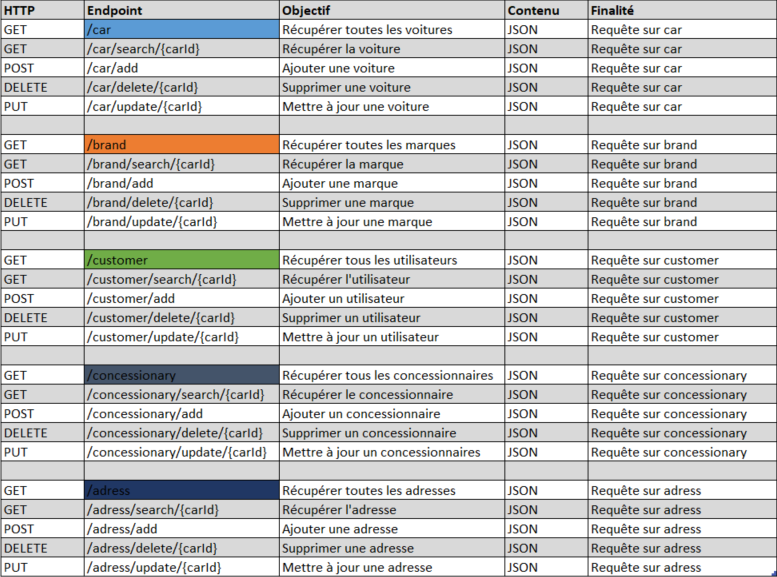 HTTP Endpoint Objectif Contenu Finalité
GET /car Récupérer toutes les voitures JSON Requête sur car
GET /car/search/{carId} Récupérer la voiture JSON Requête sur car
POST /car/add Ajouter une voiture JSON Requête sur car
DELETE /car/delete/{carId} Supprimer une voiture JSON Requête sur car
PUT /car/update/{carId} Mettre à jour une voiture JSON Requête sur car
GET /brand Récupérer toutes les marques JSON Requête sur brand
GET /brand/search/{carId} Récupérer la marque JSON Requête sur brand
POST /brand/add Ajouter une marque JSON Requête sur brand
DELETE /brand/delete/{carId} Supprimer une marque JSON Requête sur brand
PUT /brand/update/{carId} Mettre à jour une marque JSON Requête sur brand
GET /customer Récupérer tous les utilisateurs JSON Requête sur customer
GET /customer/search/{carId} Récupérer l'utilisateur JSON Requête sur customer
POST /customer/add Ajouter un utilisateur JSON Requête sur customer
DELETE /customer/delete/{carId} Supprimer un utilisateur JSON Requête sur customer
PUT /customer/update/{carId} Mettre à jour un utilisateur JSON Requête sur customer
GET /concessionary Récupérer tous les concessionnaires JSON Requête sur concessionary
GET /concessionary/search/{carId} Récupérer le concessionnaire JSON Requête sur concessionary
POST /concessionary/add Ajouter un concessionnaire JSON Requête sur concessionary
DELETE /concessionary/delete/{carId} Supprimer un concessionnaire JSON Requête sur concessionary
PUT /concessionary/update/{carId} Mettre à jour un concessionnaires JSON Requête sur concessionary
GET /adress Récupérer toutes les adresses JSON Requête sur adress
GET /adress/search/{carId} Récupérer l'adresse JSON Requête sur adress
POST /adress/add Ajouter une adresse JSON Requête sur adress
DELETE /adress/delete/{carId} Supprimer une adresse JSON Requête sur adress
PUT /adress/update/{carId} Mettre à jour une adresse JSON Requête sur adress